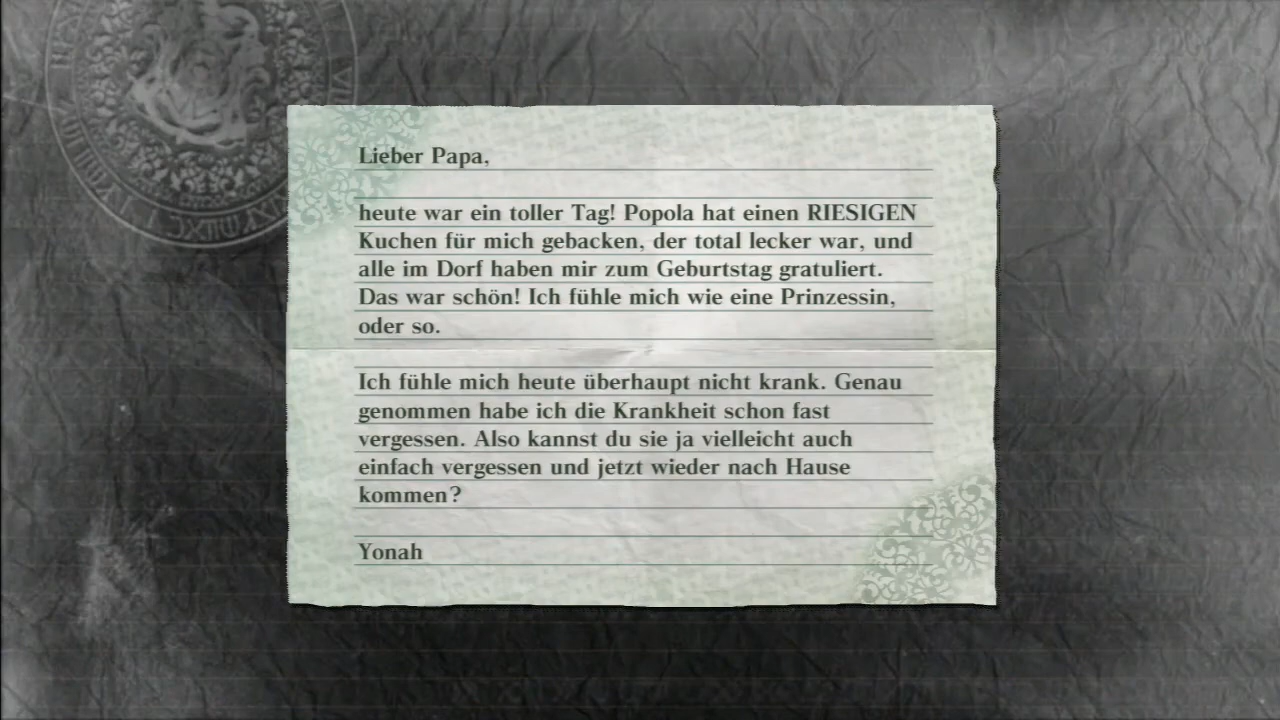 Lieber Papa,
heute war ein toller Tag! Popola hat einen RIESIGEN
Kuchen für mich gebacken, der total lecker war, und
alle im Dorf haben mir zum Geburtstag gratuliert.
Das war schön! Ich fühle mich wie eine Prinzessin,
oder so.
Ich fühle mich heute überhaupt nicht krank. Genau
genommen habe ich die Krankheit schon fast
vergessen. Also kannst du sie ja vielleicht auch
einfach vergessen und jetzt wieder nach Hause
kommen?
Yonah